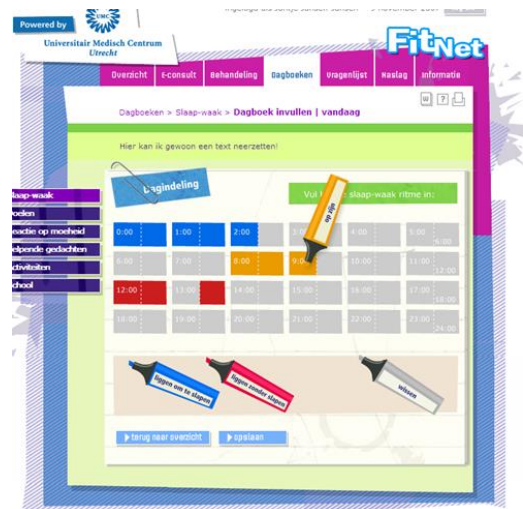 Powered by
UMC
Universitair Medisch Centrum
Utrecht
FitNet
Overzicht E-consult Behandeling Dagboeken Vragenlijst Naslag Informatie
W ?
Dagboeken > Slaap-waak > Dagboek invullen | vandaag
Hier kan ik gewoon een text neerzetten!
Dagindeling
Vul slaap-waak ritme in:
op zijn
laap-waak
oelen
eactie op moeheid
elpende gedachten
ctiviteiten
chool
0:00 1:00 2:00 3:00 4:00 5:00 6:00
6:00 7:00 8:00 9:00 10:00 11:00 12:00
12:00 13:00 14:00 15:00 16:00 17:00 18:00
18:00 19:00 20:00 21:00 22:00 23:00 24:00
liggen om te slapen
liggen zonder slapen
wissen
terug naar overzicht
opslaan